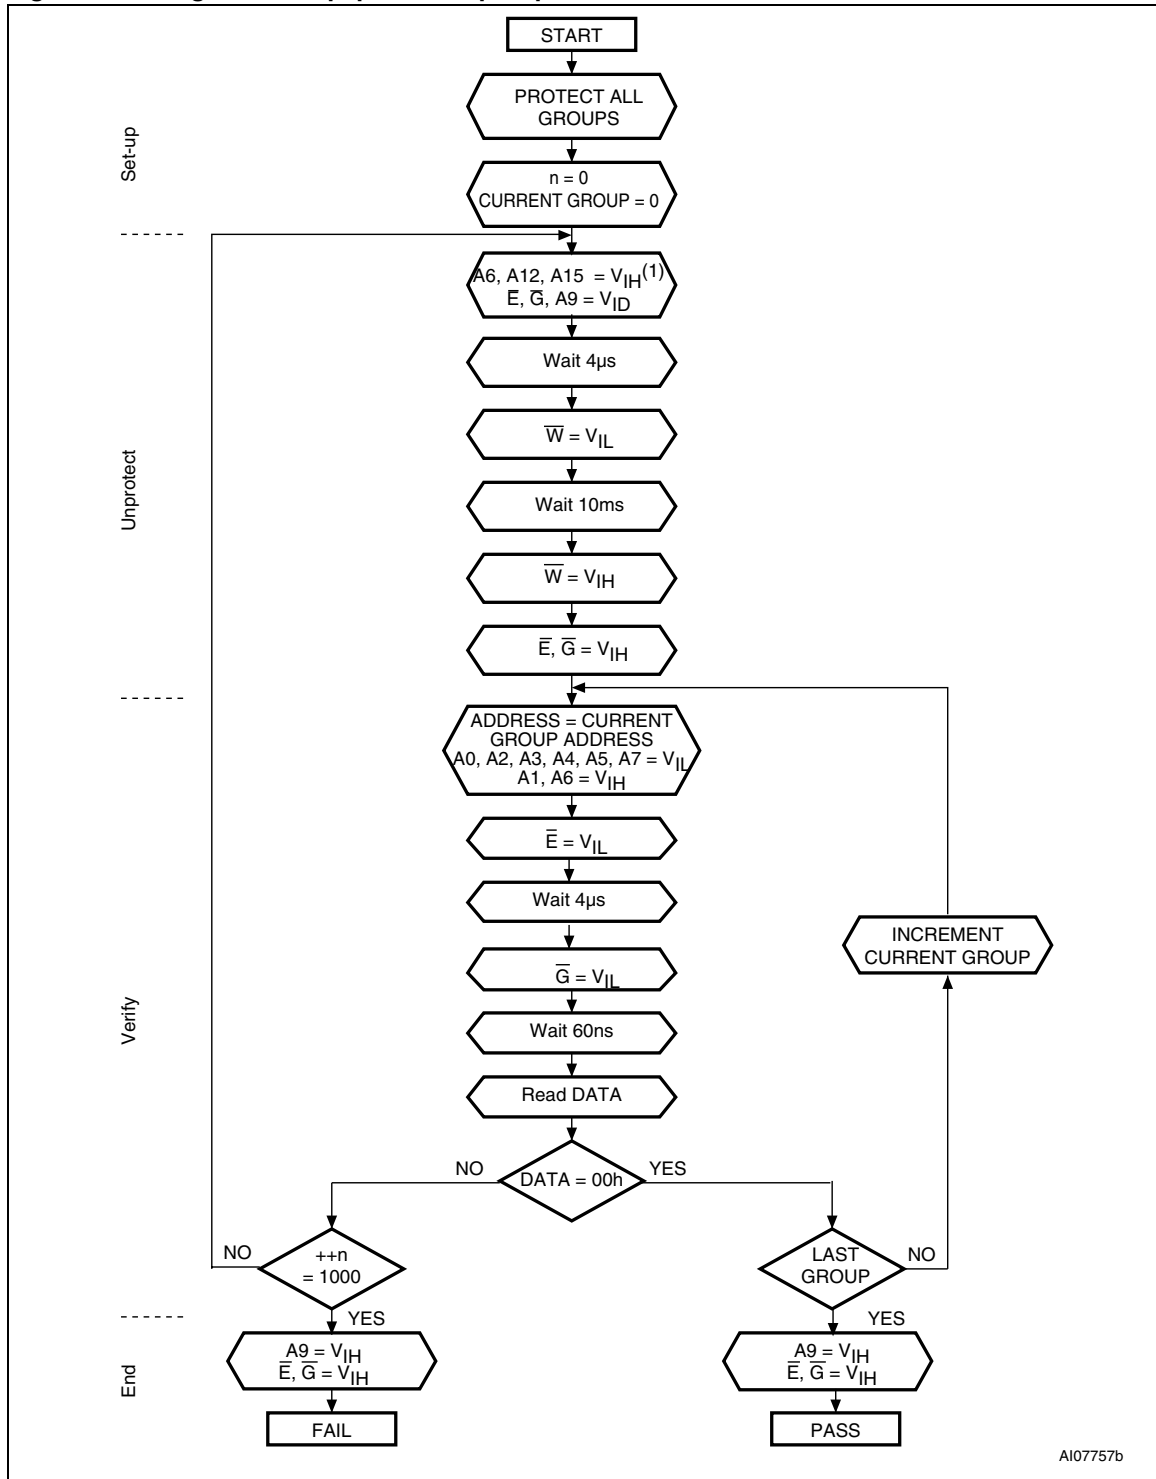 START
PROTECT ALL
GROUPS
Set-up
n = 0
CURRENT GROUP = 0
A6, A12, A15 = VIH(1)
E̅, G̅, A9 = VID
Wait 4µs
W̅ = VIL
Unprotect
Wait 10ms
W̅ = VIH
E̅, G̅ = VIH
ADDRESS = CURRENT
GROUP ADDRESS
A0, A2, A3, A4, A5, A7 = VIL
A1, A6 = VIH
E̅ = VIL
Wait 4µs
INCREMENT
CURRENT GROUP
G̅ = VIL
Verify
Wait 60ns
Read DATA
NO
DATA = 00h
YES
NO
++n
= 1000
LAST
GROUP
NO
YES
YES
End
A9 = VIH
E̅, G̅ = VIH
A9 = VIH
E̅, G̅ = VIH
FAIL
PASS
AI07757b